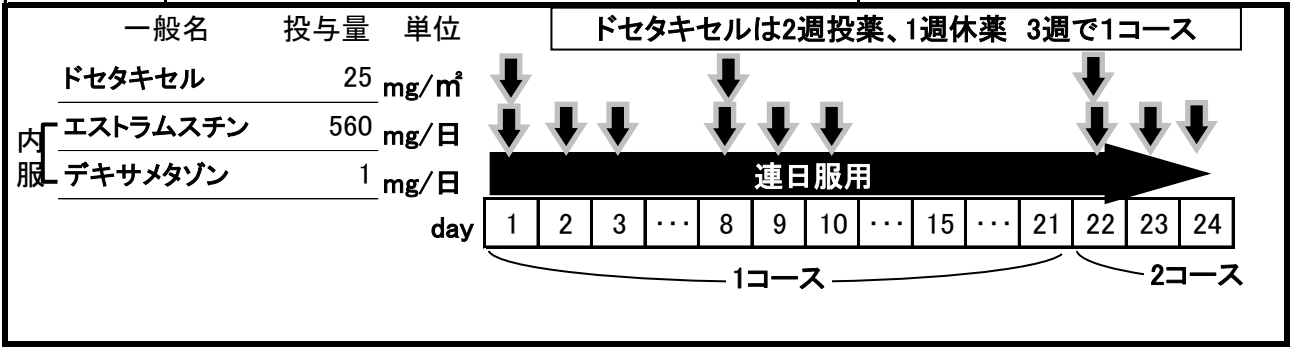 一般名 投与量 単位 ドセタキセルは2週投薬、1週休薬 3週で1コース
ドセタキセル 25 mg/㎡
内服
エストラムスチン 560 mg/日
デキサメタゾン 1 mg/日 連日服用
day 1 2 3 ・・・ 8 9 10 ・・・ 15 ・・・ 21 22 23 24
1コース 2コース